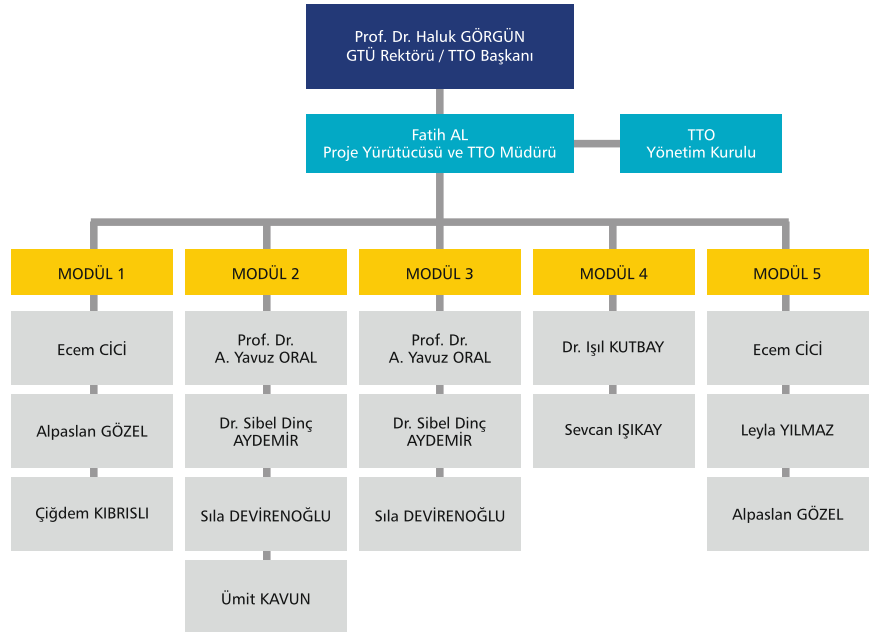 Prof. Dr. Haluk GÖRGÜN
GTÜ Rektörü / TTO Başkanı
Fatih AL
Proje Yürütücüsü ve TTO Müdürü
TTO
Yönetim Kurulu
MODÜL 1
MODÜL 2
MODÜL 3
MODÜL 4
MODÜL 5
Ecem CİCİ
Prof. Dr.
A. Yavuz ORAL
Prof. Dr.
A. Yavuz ORAL
Dr. Işıl KUTBAY
Ecem CİCİ
Alpaslan GÖZEL
Dr. Sibel Dinç
AYDEMİR
Dr. Sibel Dinç
AYDEMİR
Sevcan IŞIKAY
Leyla YILMAZ
Çiğdem KIBRISLI
Sıla DEVİRENOĞLU
Sıla DEVİRENOĞLU
Alpaslan GÖZEL
Ümit KAVUN